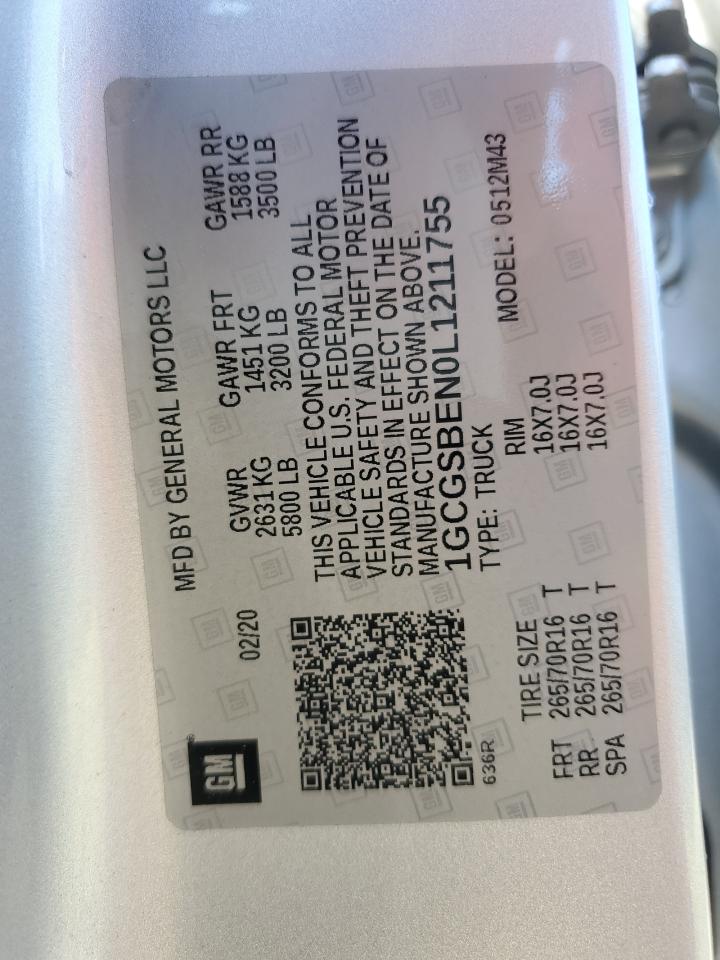 GM
MFD BY GENERAL MOTORS LLC
02/20
GVWR GAWR FRT GAWR RR
2631 KG 1451 KG 1588 KG
5800 LB 3200 LB 3500 LB
THIS VEHICLE CONFORMS TO ALL
APPLICABLE U.S. FEDERAL MOTOR
VEHICLE SAFETY AND THEFT PREVENTION
STANDARDS IN EFFECT ON THE DATE OF
MANUFACTURE SHOWN ABOVE.
1GCGSBEN0L1211755
636R
TYPE: TRUCK MODEL: 0512M43
TIRE SIZE RIM
FRT 265/70R16 T 16X7.0J
RR 265/70R16 T 16X7.0J
SPA 265/70R16 T 16X7.0J